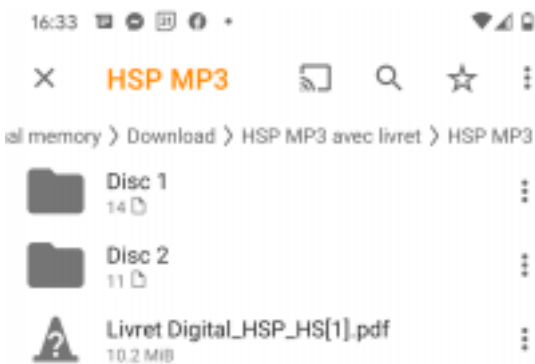 16:33 31
HSP MP3
al memory > Download > HSP MP3 avec livret > HSP MP3
Disc 1
14
Disc 2
11
Livret Digital_HSP_HS[1].pdf
10.2 MiB